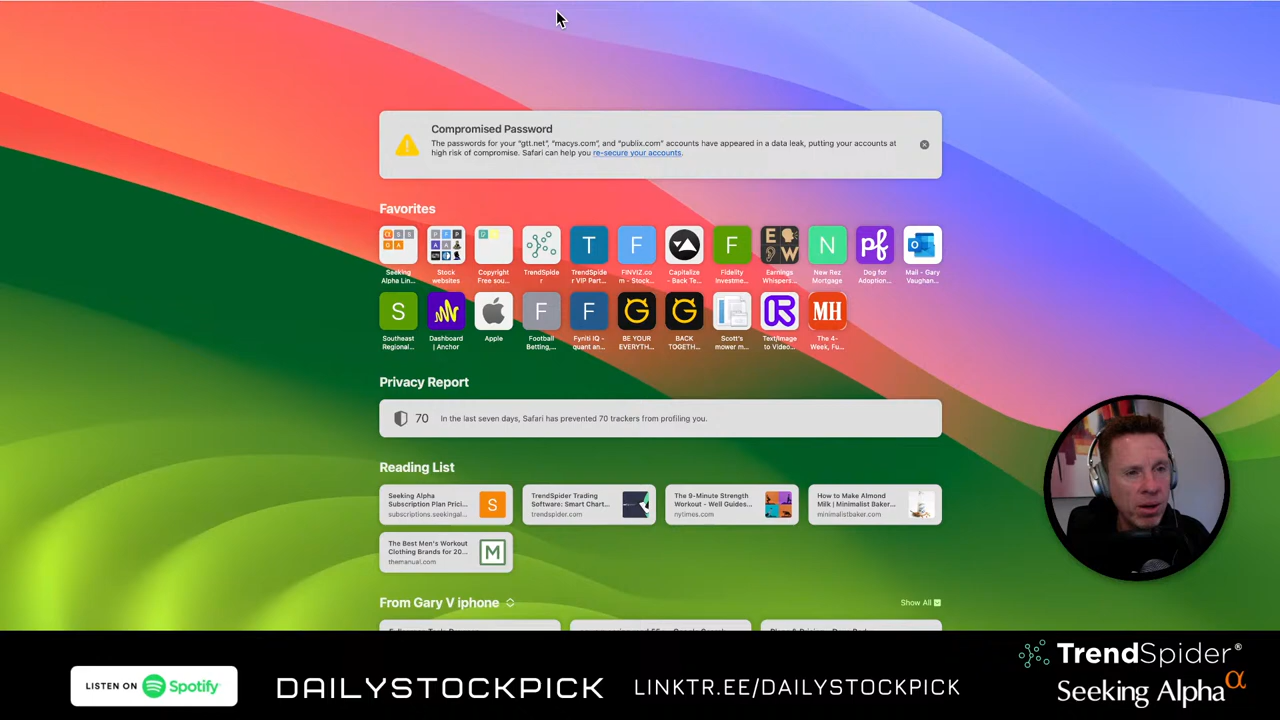 Compromised Password
The passwords for your "gtt.net", "macys.com", and "publix.com" accounts have appeared in a data leak, putting your accounts at
high risk of compromise. Safari can help you re-secure your accounts.
Favorites
Seeking
Alpha Lin...
Stock
websites
Copyright
Free sou...
TrendSpide
r
T
TrendSpide
r VIP Part...
F
FINVIZ.co
m - Stock...
Capitalize
- Back Te...
F
Fidelity
Investme...
E
W
Earnings
Whispers...
N
New Rez
Mortgage
pf
Dog for
Adoption...
Mail - Gary
Vaughan...
S
Southeast
Regional...
Dashboard
| Anchor
Apple
F
Football
Betting,...
F
Fyniti IQ -
quant an...
G
BE YOUR
EVERYTH...
G
BACK
TOGETH...
Scott's
mower m...
R
Text/Image
to Video...
MH
The 4-
Week, Fu...
Privacy Report
70
In the last seven days, Safari has prevented 70 trackers from profiling you.
Reading List
Seeking Alpha
Subscription Plan Prici...
subscriptions.seekingal...
S
TrendSpider Trading
Software: Smart Chart...
trendspider.com
The 9-Minute Strength
Workout - Well Guides...
nytimes.com
How to Make Almond
Milk | Minimalist Baker...
minimalistbaker.com
The Best Men's Workout
Clothing Brands for 20...
themanual.com
M
From Gary V iphone
Show All
LISTEN ON Spotify
DAILYSTOCKPICK
LINKTR.EE/DAILYSTOCKPICK
TrendSpider®
Seeking Alphaα